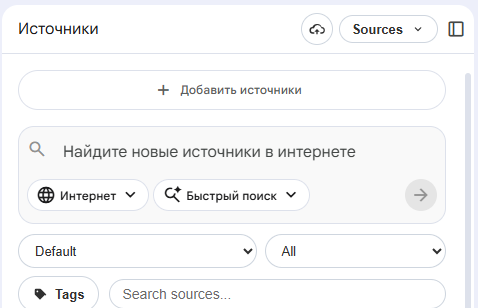 Источники
Sources
Добавить источники
Найдите новые источники в интернете
Интернет
Быстрый поиск
Default
All
Tags
Search sources...